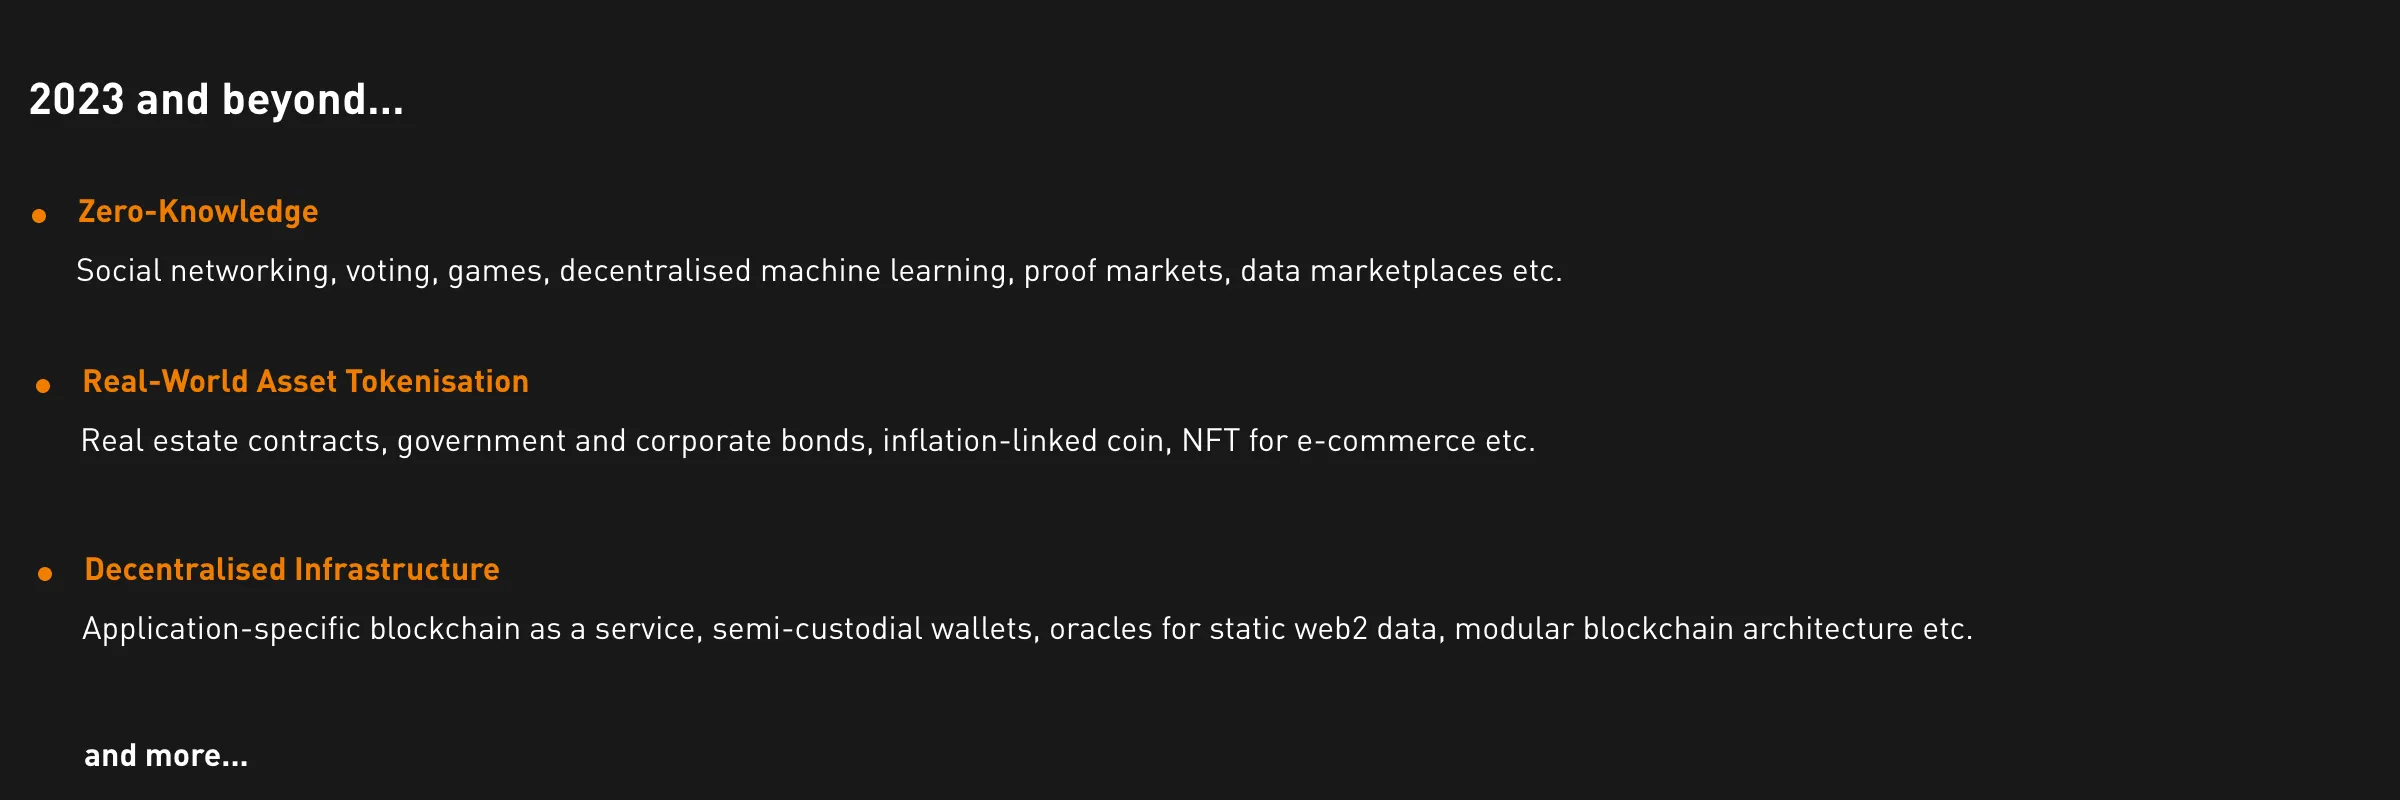 2023 and beyond...
• Zero-Knowledge
Social networking, voting, games, decentralised machine learning, proof markets, data marketplaces etc.
• Real-World Asset Tokenisation
Real estate contracts, government and corporate bonds, inflation-linked coin, NFT for e-commerce etc.
• Decentralised Infrastructure
Application-specific blockchain as a service, semi-custodial wallets, oracles for static web2 data, modular blockchain architecture etc.
and more...